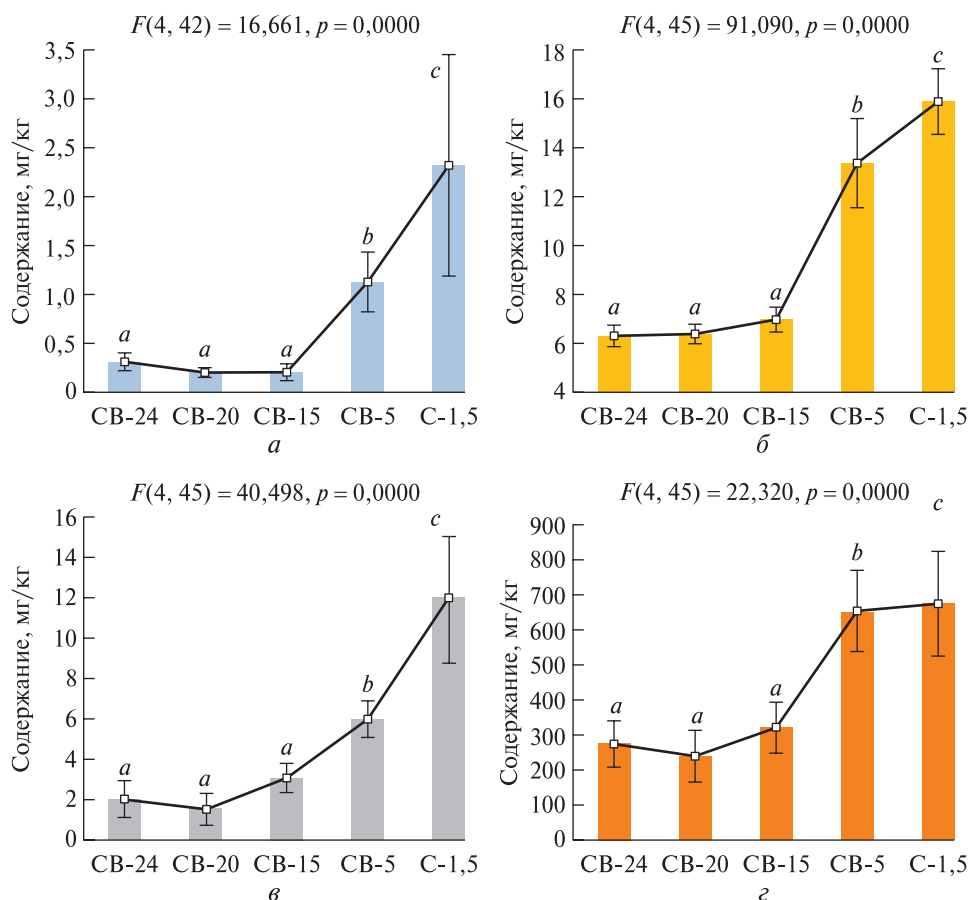 F(4, 42) = 16,661, p = 0,0000
Содержание, мг/кг
3,5
3,0
2,5
2,0
1,0
1,0
0,5
0
a
a
a
b
c
СВ-24 СВ-20 СВ-15 СВ-5 С-1,5
а
F(4, 45) = 91,090, p = 0,0000
Содержание, мг/кг
18
16
14
12
10
8
6
4
a
a
a
b
c
СВ-24 СВ-20 СВ-15 СВ-5 С-1,5
б
F(4, 45) = 40,498, p = 0,0000
Содержание, мг/кг
16
14
12
10
8
6
4
2
0
a
a
a
b
c
СВ-24 СВ-20 СВ-15 СВ-5 С-1,5
в
F(4, 45) = 22,320, p = 0,0000
Содержание, мг/кг
900
800
700
600
500
400
300
200
100
0
a
a
a
b
c
СВ-24 СВ-20 СВ-15 СВ-5 С-1,5
г